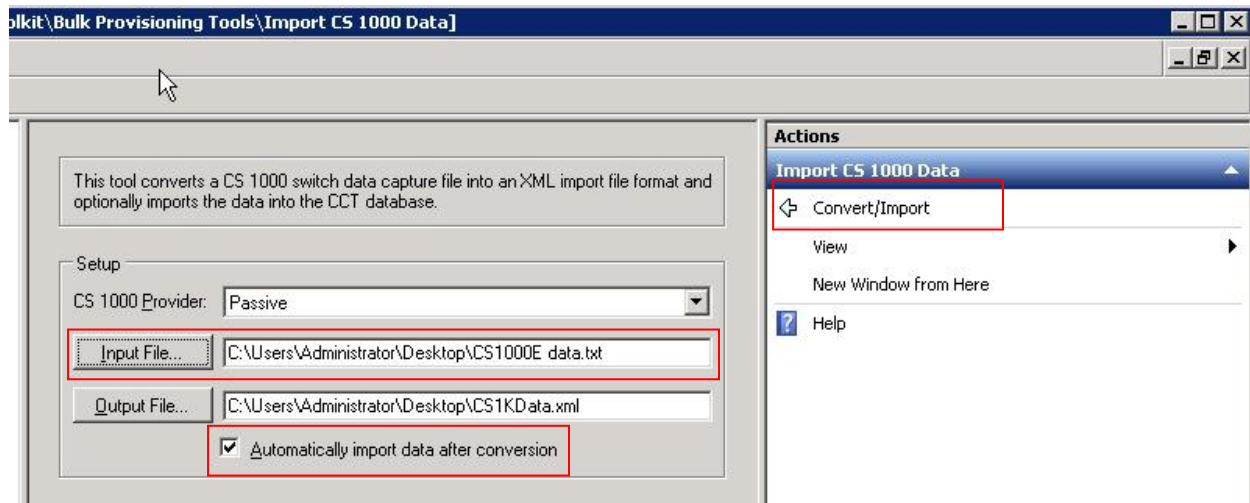 olkit\Bulk Provisioning Tools\Import CS 1000 Data]
This tool converts a CS 1000 switch data capture file into an XML import file format and
optionally imports the data into the CCT database.
Setup
CS 1000 Provider: Passive
Input File... C:\Users\Administrator\Desktop\CS1000E data.txt
Output File... C:\Users\Administrator\Desktop\CS1KData.xml
Automatically import data after conversion
Actions
Import CS 1000 Data
Convert/Import
View
New Window from Here
? Help